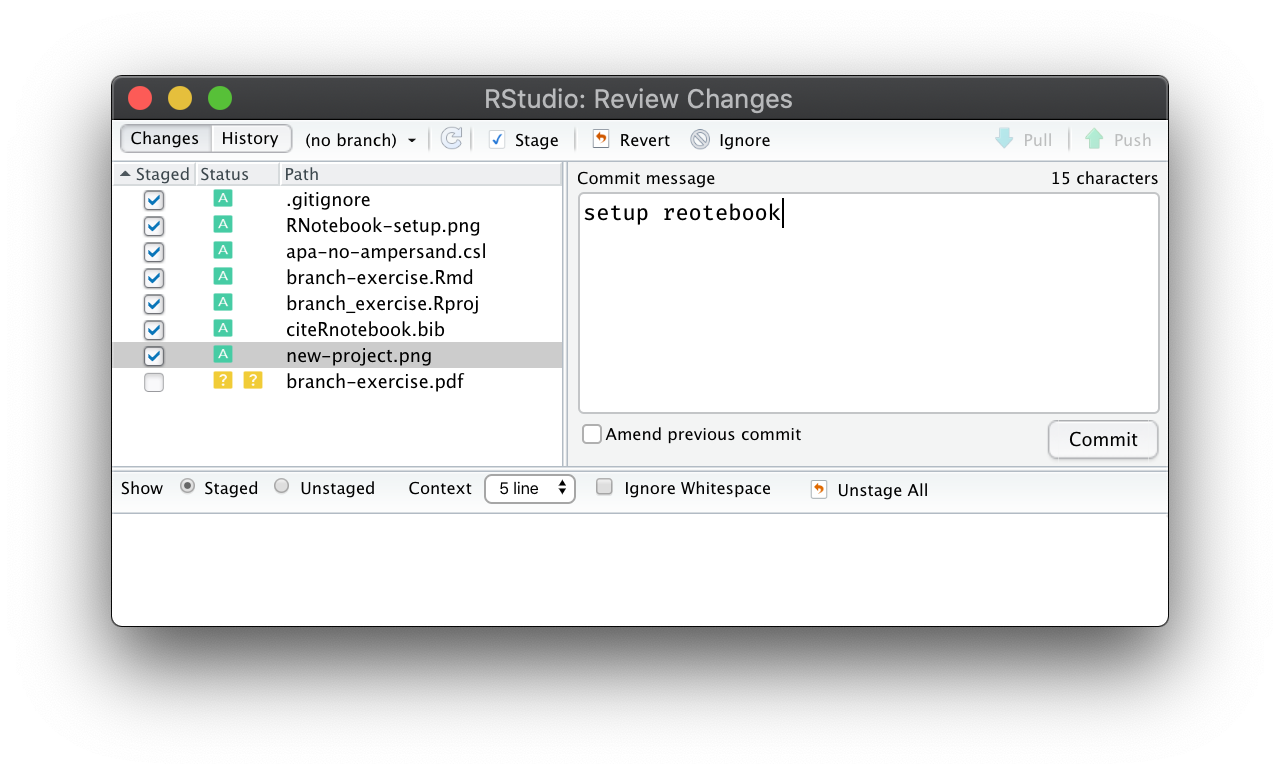 RStudio: Review Changes
Changes History (no branch) Stage Revert Ignore Pull Push
Staged Status Path
A .gitignore
A RNotebook-setup.png
A apa-no-ampersand.csl
A branch-exercise.Rmd
A branch_exercise.Rproj
A citeRnotebook.bib
A new-project.png
? ? branch-exercise.pdf
Commit message 15 characters
setup reotebook
Amend previous commit Commit
Show Staged Unstaged Context 5 line Ignore Whitespace Unstage All